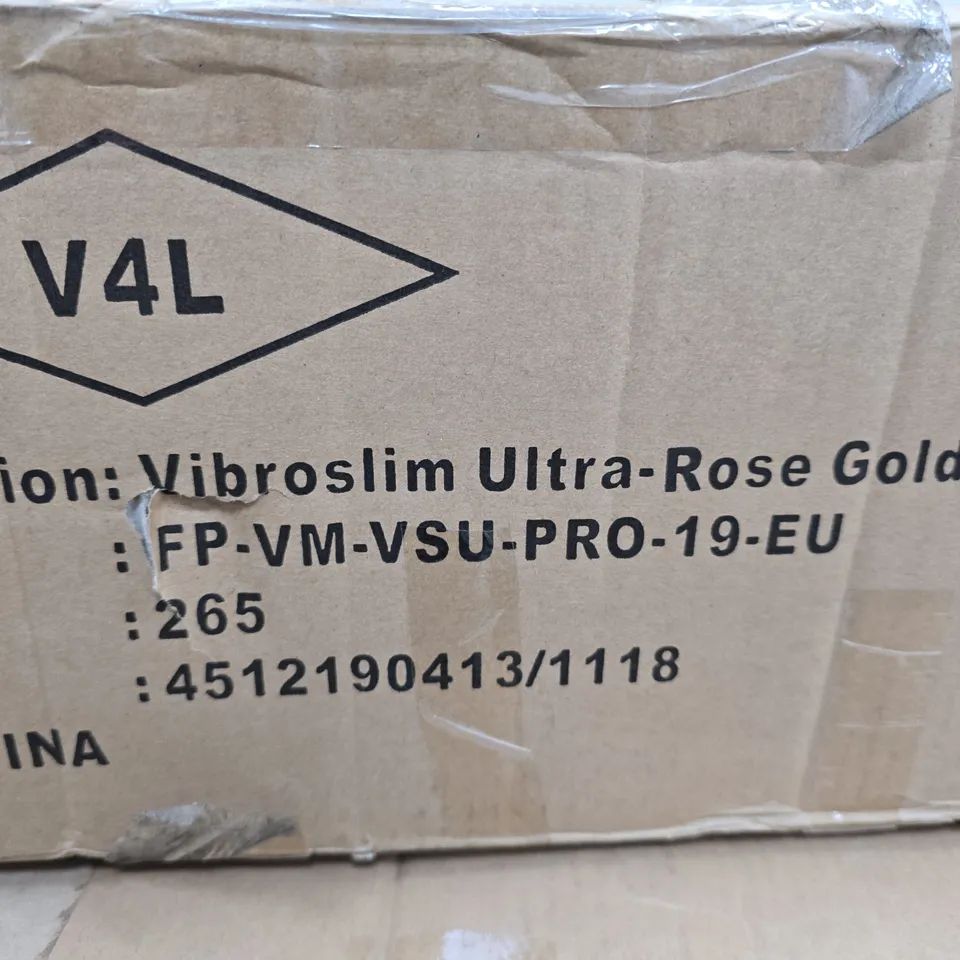 V4L
ion: Vibroslim Ultra-Rose Gold
: FP-VM-VSU-PRO-19-EU
: 265
: 4512190413/1118
INA